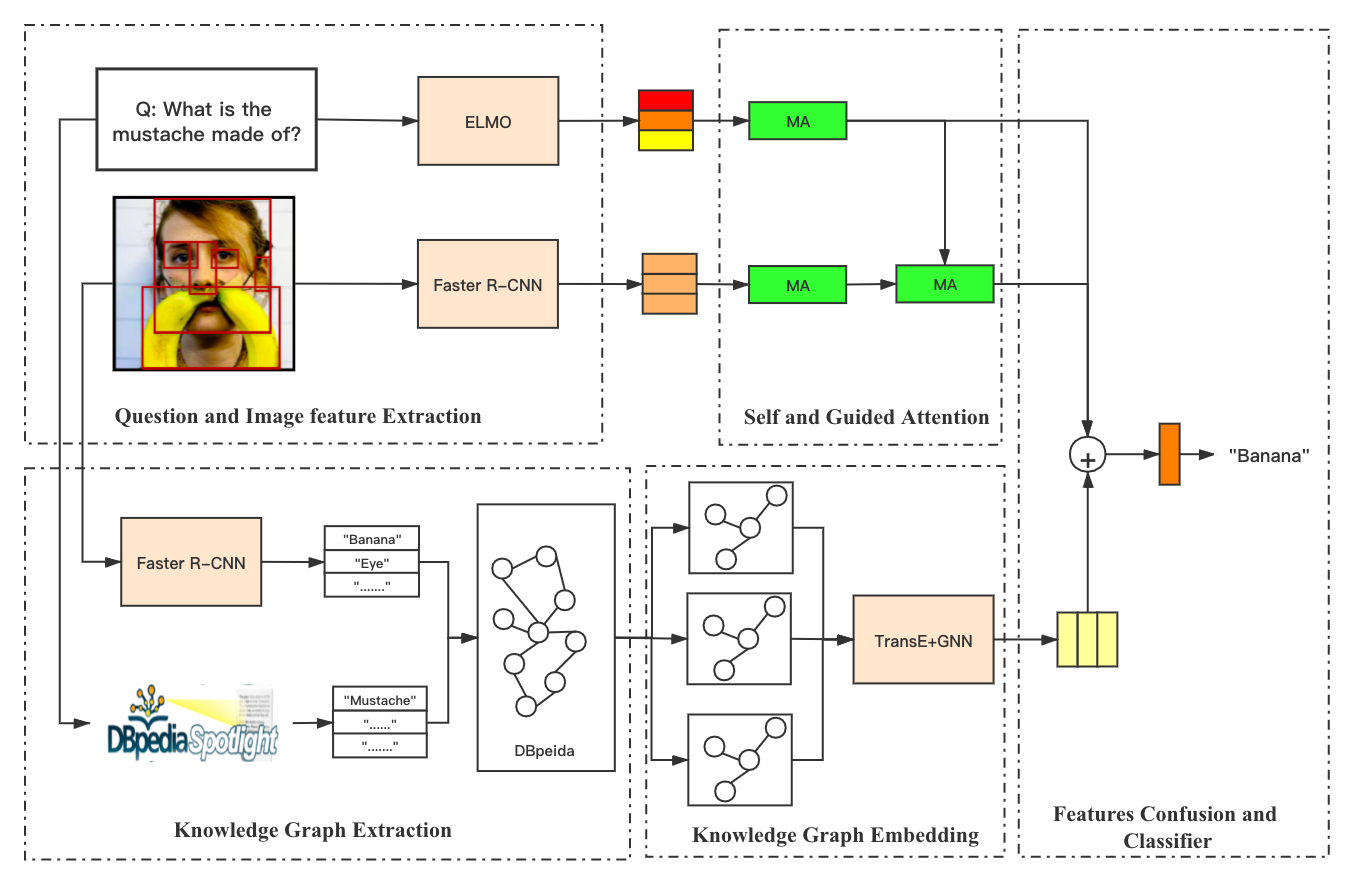 Q: What is the
mustache made of?
ELMO
MA
Faster R-CNN
MA
MA
Question and Image feature Extraction
Self and Guided Attention
"Banana"
Faster R-CNN
"Banana"
"Eye"
"......."
TransE+GNN
DBpedia Spotlight
"Mustache"
"......"
"......."
DBpeida
Knowledge Graph Extraction
Knowledge Graph Embedding
Features Confusion and
Classifier